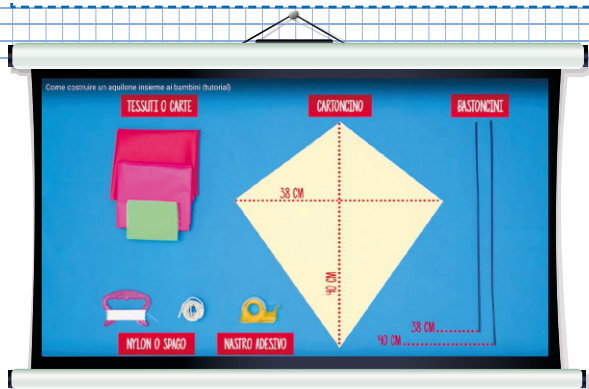 Come costruire un aquilone insieme ai bambini (tutorial)
TESSUTI O CARTE
CARTONCINO
BASTONCINI
38 CM
40 CM
38 CM
40 CM
NYLON O SPAGO
NASTRO ADESIVO